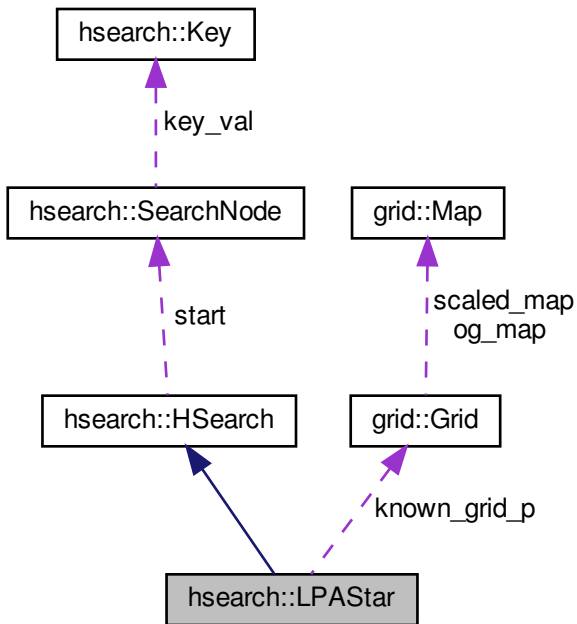 hsearch::Key
key_val
hsearch::SearchNode
grid::Map
start
scaled_map
og_map
hsearch::HSearch
grid::Grid
known_grid_p
hsearch::LPAStar